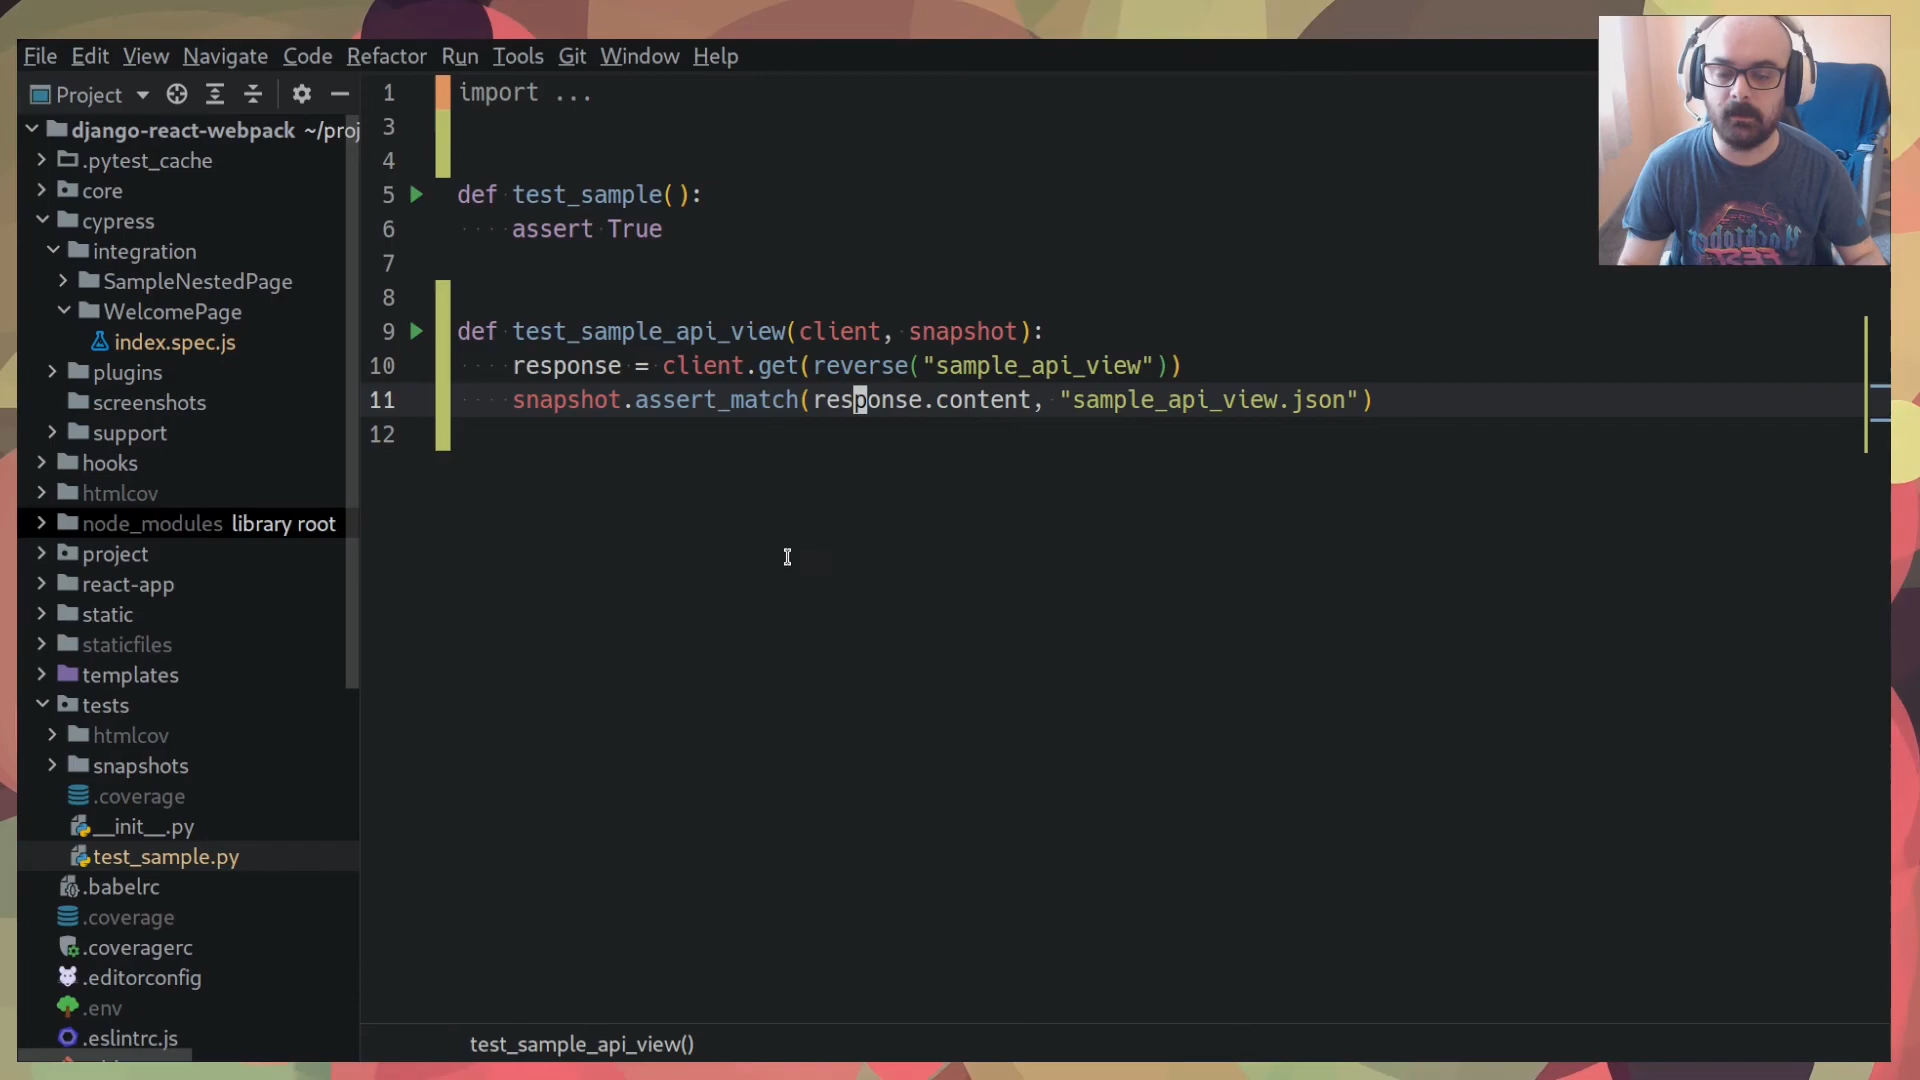 File Edit View Navigate Code Refactor Run Tools Git Window Help
Project
django-react-webpack ~/proj
.pytest_cache
core
cypress
integration
SampleNestedPage
WelcomePage
index.spec.js
plugins
screenshots
support
hooks
htmlcov
node_modules library root
project
react-app
static
staticfiles
templates
tests
htmlcov
snapshots
.coverage
__init__.py
test_sample.py
.babelrc
.coverage
.coveragerc
.editorconfig
.env
.eslintrc.js
1 import ...
3
4
5 def test_sample():
6 assert True
7
8
9 def test_sample_api_view(client, snapshot):
10 response = client.get(reverse("sample_api_view"))
11 snapshot.assert_match(response.content, "sample_api_view.json")
12
test_sample_api_view()